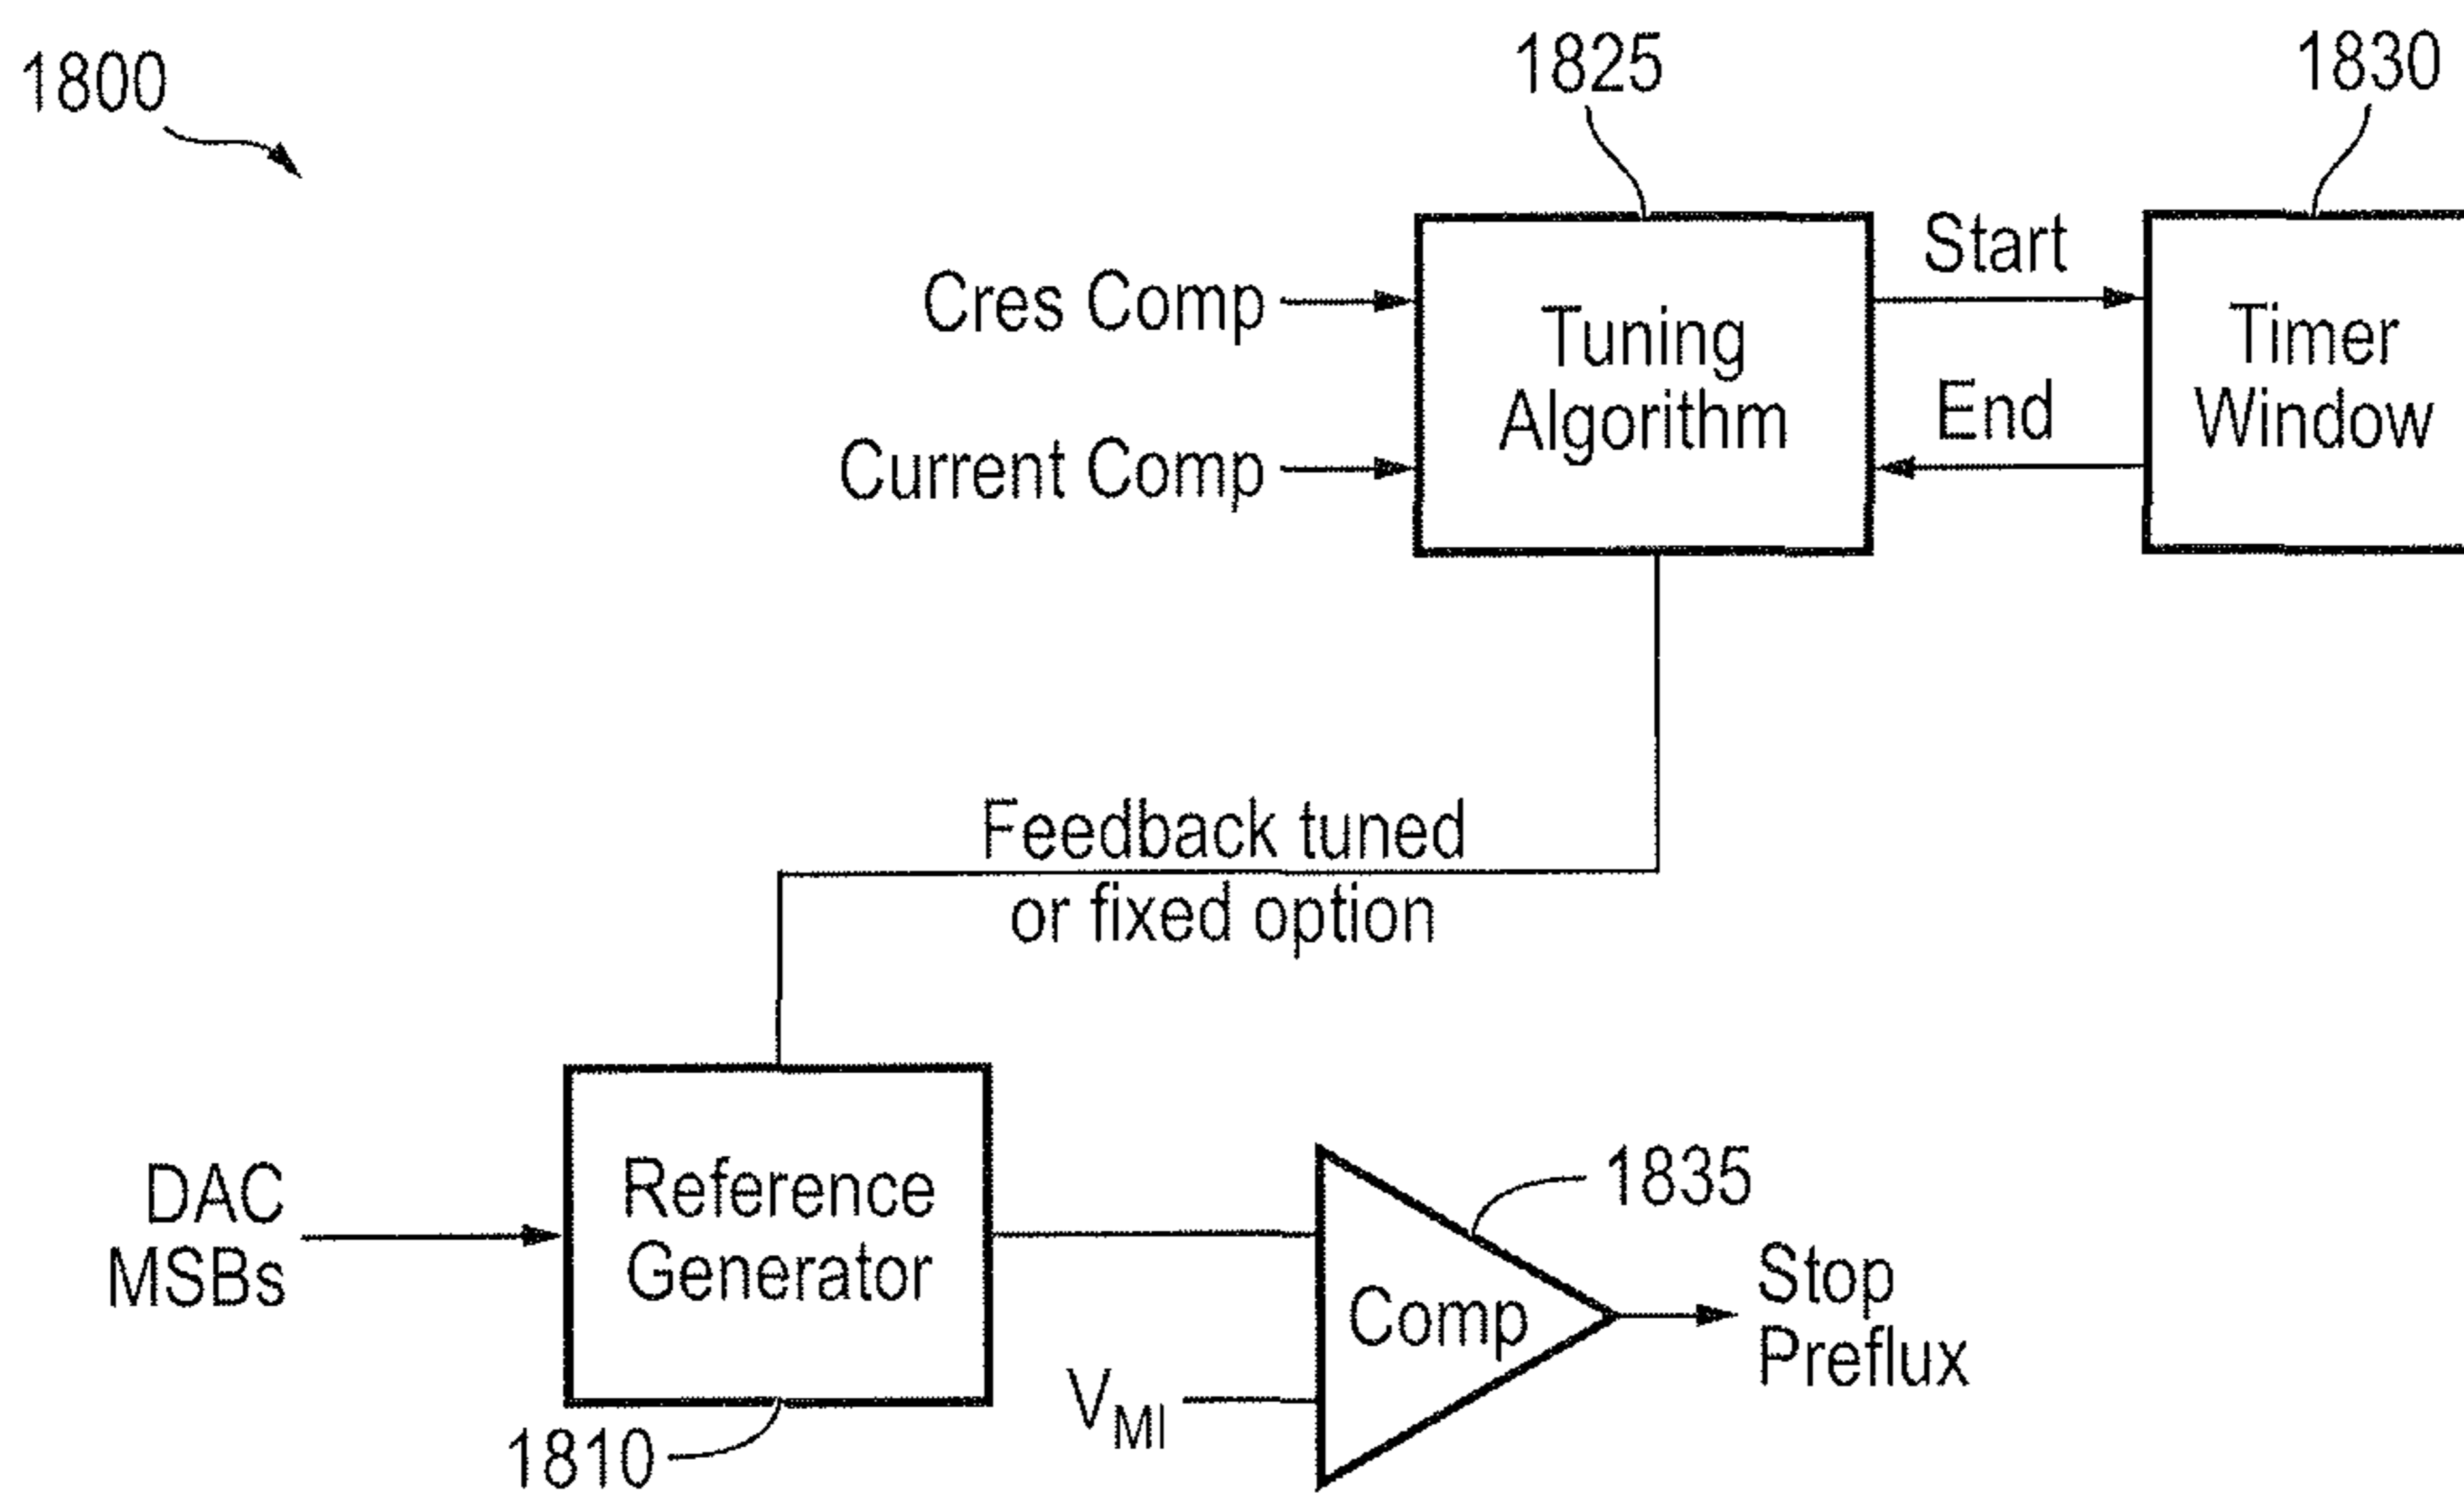 1800
1825
1830
Cres Comp
Current Comp
Tuning
Algorithm
Start
End
Timer
Window
Feedback tuned
or fixed option
DAC
MSBs
Reference
Generator
1810
V_MI
Comp
1835
Stop
Preflux